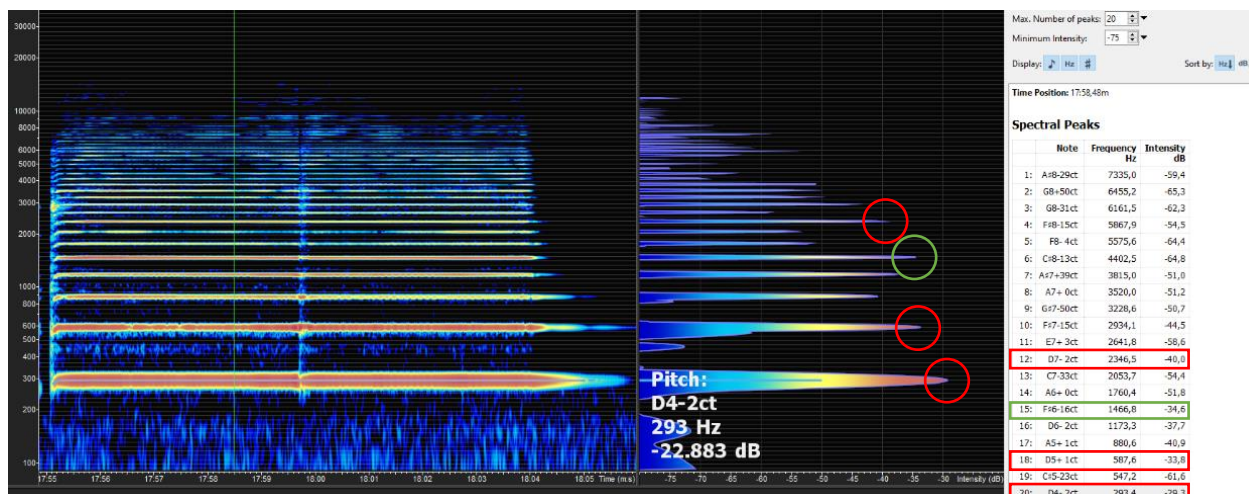 30000
20000
10000
8000
6000
5000
4000
3000
2000
1000
800
600
500
400
300
200
100
17:55 17:56 17:57 17:58 17:59 18.00 18.01 18.02 18.03 18.04 18.05 Time (m:s)
Pitch:
D4-2ct
293 Hz
-22.883 dB
-75 -70 -65 -60 -55 -50 -45 -40 -35 -30 Intensity (dB)
Max. Number of peaks: 20
Minimum Intensity: -75
Display: Hz # Sort by: Hz dB
Time Position: 17:58,48m
Spectral Peaks
Note Frequency Intensity
Hz dB
1: A#8-29ct 7335,0 -59,4
2: G8+50ct 6455,2 -65,3
3: G8-31ct 6161,5 -62,3
4: F#8-15ct 5867,9 -54,5
5: F8- 4ct 5575,6 -64,4
6: C#8-13ct 4402,5 -64,8
7: A#7+39ct 3815,0 -51,0
8: A7+ 0ct 3520,0 -51,2
9: G#7-50ct 3228,6 -50,7
10: F#7-15ct 2934,1 -44,5
11: E7+ 3ct 2641,8 -58,6
12: D7- 2ct 2346,5 -40,0
13: C7-33ct 2053,7 -54,4
14: A6+ 0ct 1760,4 -51,8
15: F#6-16ct 1466,8 -34,6
16: D6- 2ct 1173,3 -37,7
17: A5+ 1ct 880,6 -40,9
18: D5+ 1ct 587,6 -33,8
19: C#5-23ct 547,2 -61,6
20: D4- 2ct 293,4 -29,3